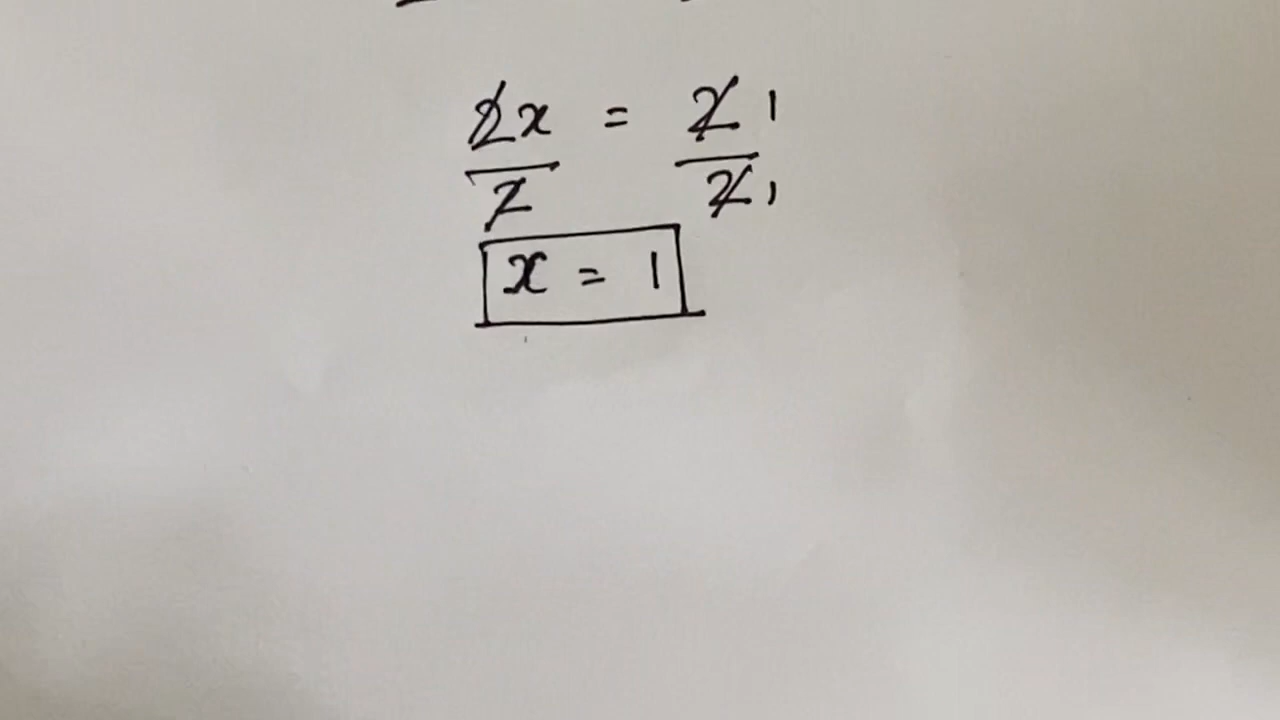 2x = 2 1
2 2 1
x = 1